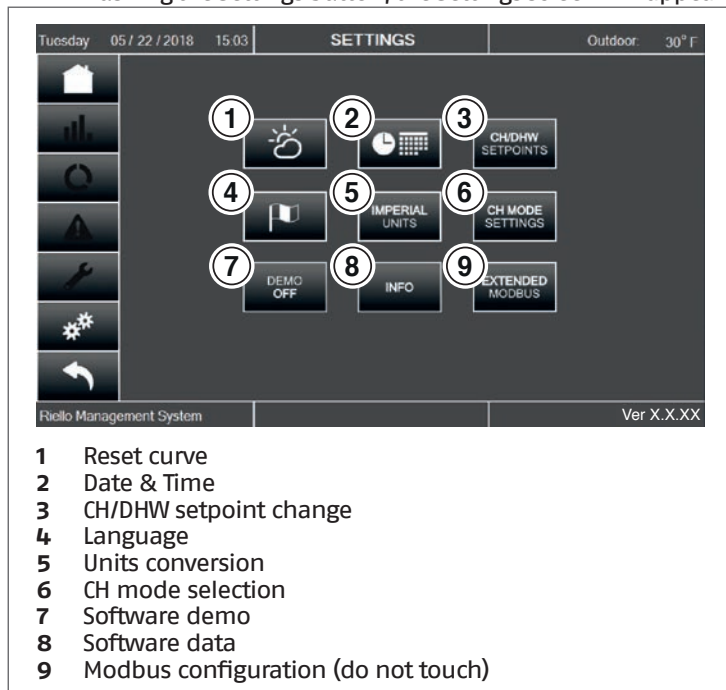 Tuesday 05 / 22 / 2018 15:03 SETTINGS Outdoor: 30° F
1 2 3 CH/DHW
SETPOINTS
4 5 IMPERIAL
UNITS
6 CH MODE
SETTINGS
7 DEMO
OFF
8 INFO
9 EXTENDED
MODBUS
Riello Management System Ver X.X.XX
1 Reset curve
2 Date & Time
3 CH/DHW setpoint change
4 Language
5 Units conversion
6 CH mode selection
7 Software demo
8 Software data
9 Modbus configuration (do not touch)